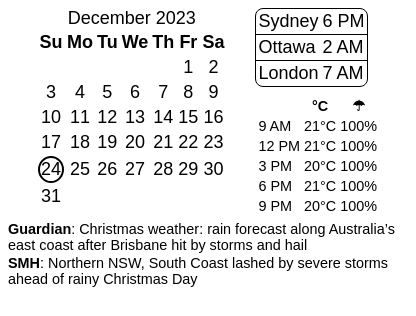 December 2023
Su Mo Tu We Th Fr Sa
1 2
3 4 5 6 7 8 9
10 11 12 13 14 15 16
17 18 19 20 21 22 23
24 25 26 27 28 29 30
31
Sydney 6 PM
Ottawa 2 AM
London 7 AM
°C ☂
9 AM 21°C 100%
12 PM 21°C 100%
3 PM 20°C 100%
6 PM 21°C 100%
9 PM 20°C 100%
Guardian: Christmas weather: rain forecast along Australia’s
east coast after Brisbane hit by storms and hail
SMH: Northern NSW, South Coast lashed by severe storms
ahead of rainy Christmas Day